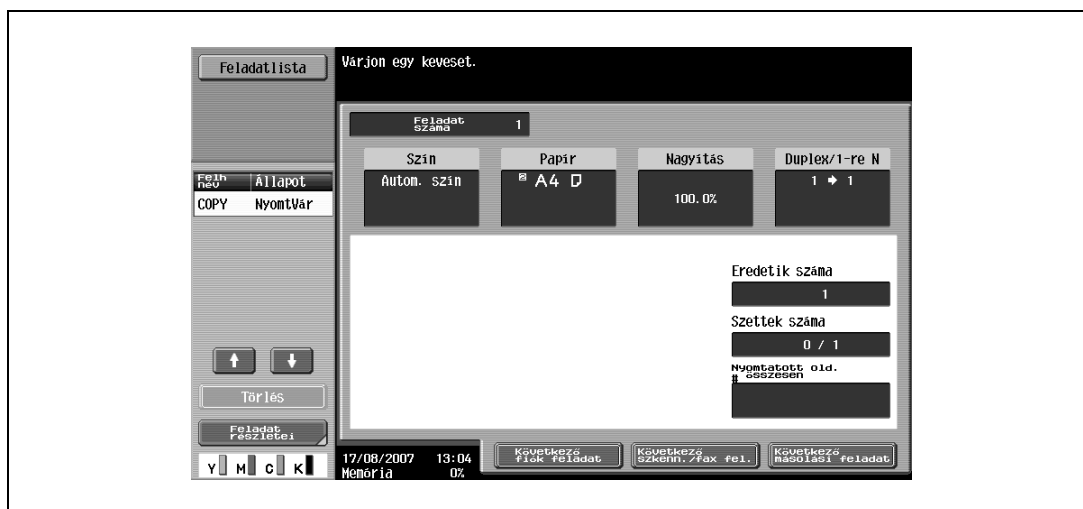 Feladatlista
Várjon egy keveset.
Feladat száma 1
Szín
Papír
Nagyítás
Duplex/1-re N
Autom. szín
2 A4
100.0%
1 → 1
Felh név Állapot
COPY NyomtVár
Eredetik száma
1
Szettek száma
0 / 1
Nyomtatott old.
# összesen
Törlés
Feladat
részletei
Y M C K
17/08/2007 13:04
Memória 0%
Következő
fiók feladat
Következő
szkenn./fax fel.
Következő
másolási feladat